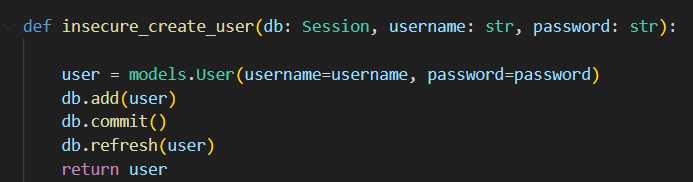 def insecure_create_user(db: Session, username: str, password: str):
user = models.User(username=username, password=password)
db.add(user)
db.commit()
db.refresh(user)
return user